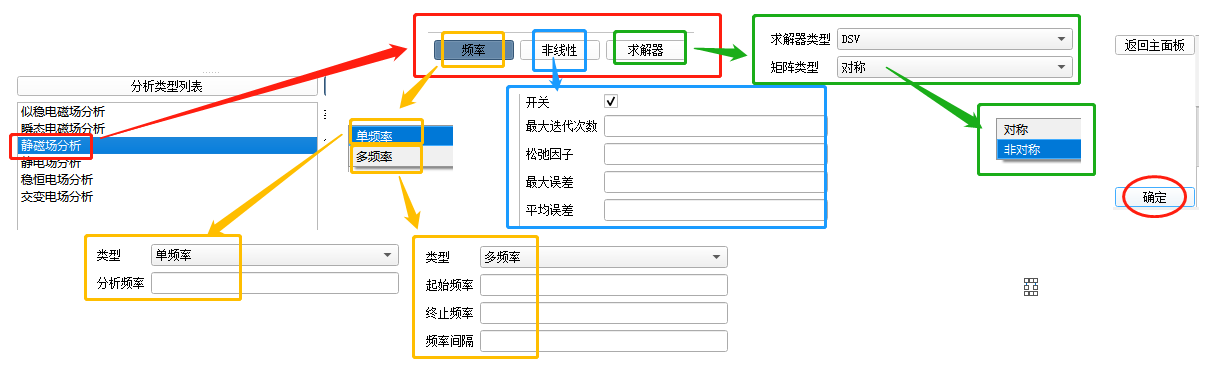 频率
非线性
求解器
求解器类型
DSV
矩阵类型
对称
返回主面板
分析类型列表
似稳电磁场分析
瞬态电磁场分析
静磁场分析
静电场分析
稳恒电场分析
交变电场分析
单频率
多频率
开关
最大迭代次数
松弛因子
最大误差
平均误差
对称
非对称
确定
类型
单频率
分析频率
类型
多频率
起始频率
终止频率
频率间隔